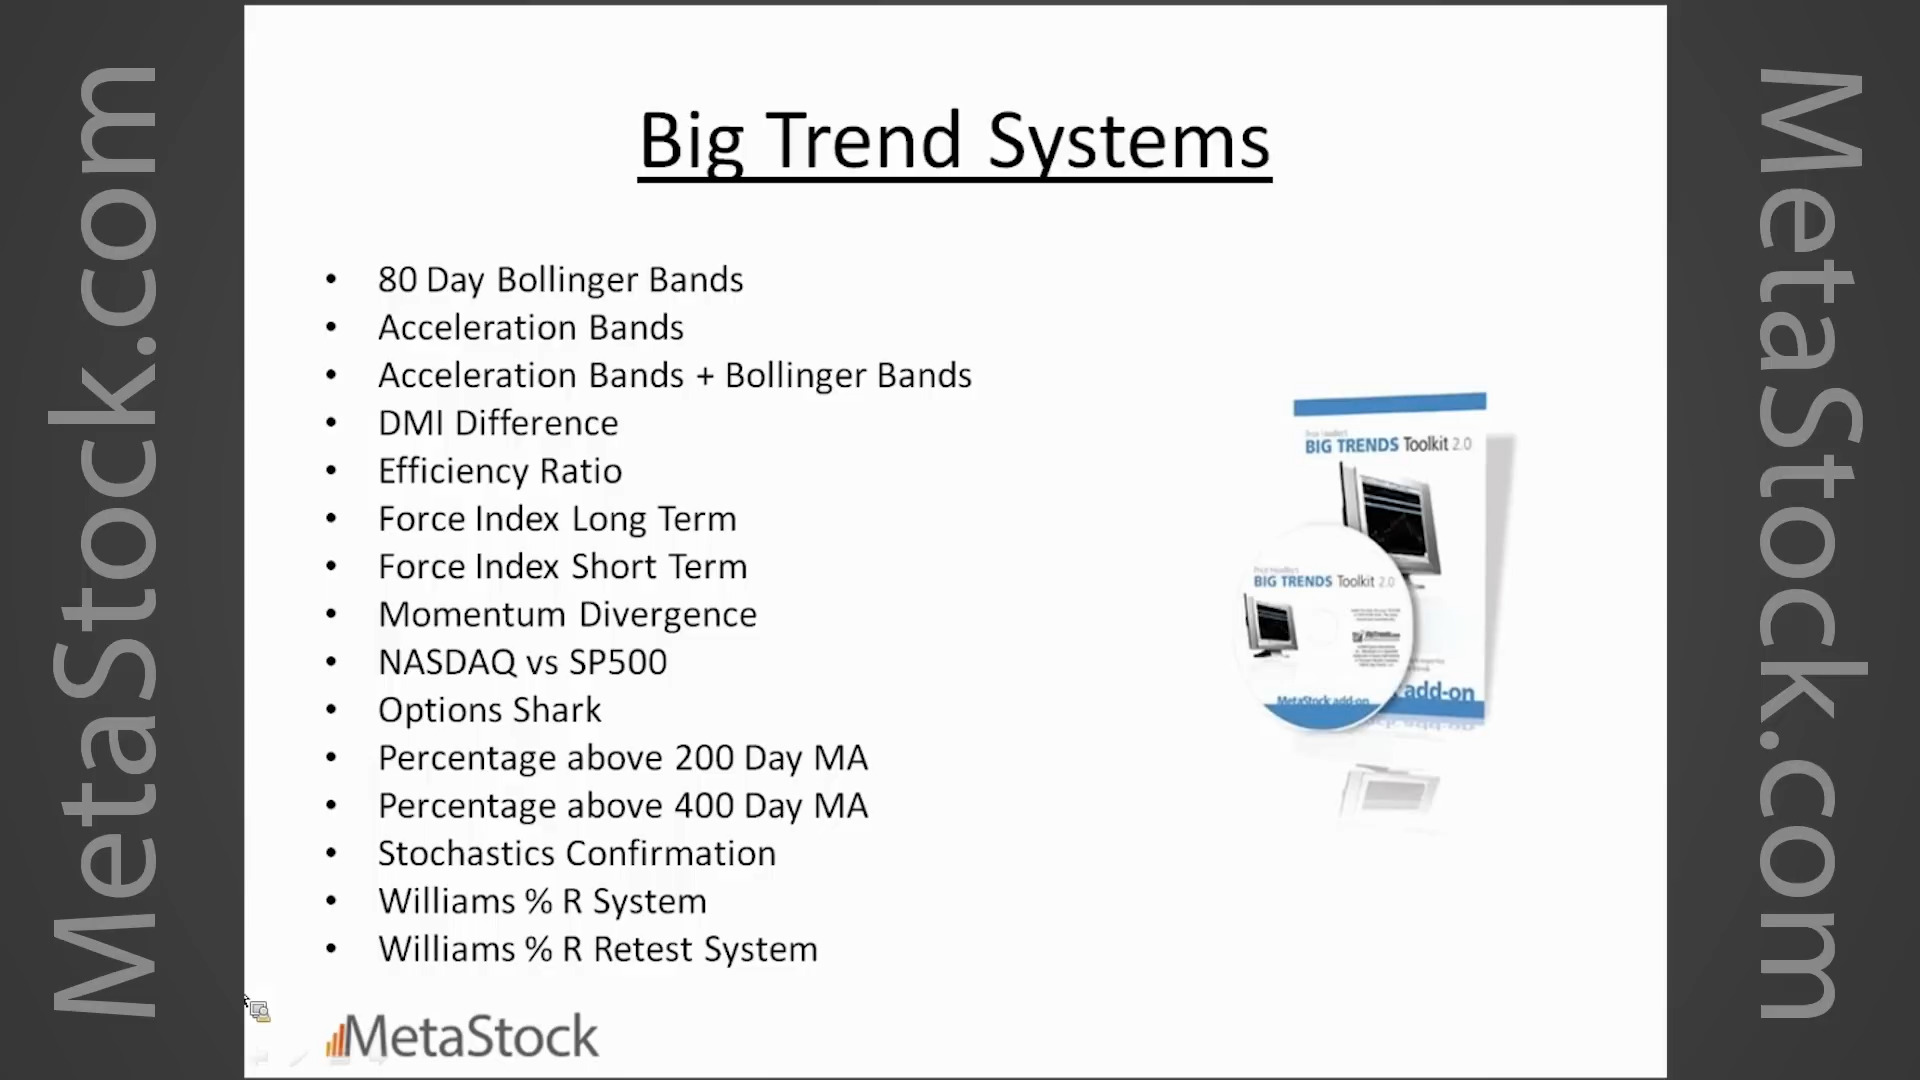 MetaStock.com
Big Trend Systems
• 80 Day Bollinger Bands
• Acceleration Bands
• Acceleration Bands + Bollinger Bands
• DMI Difference
• Efficiency Ratio
• Force Index Long Term
• Force Index Short Term
• Momentum Divergence
• NASDAQ vs SP500
• Options Shark
• Percentage above 200 Day MA
• Percentage above 400 Day MA
• Stochastics Confirmation
• Williams % R System
• Williams % R Retest System
BIG TRENDS Toolkit 2.0
BIG TRENDS Toolkit 2.0
MetaStock add-on
add-on
MetaStock
MetaStock.com